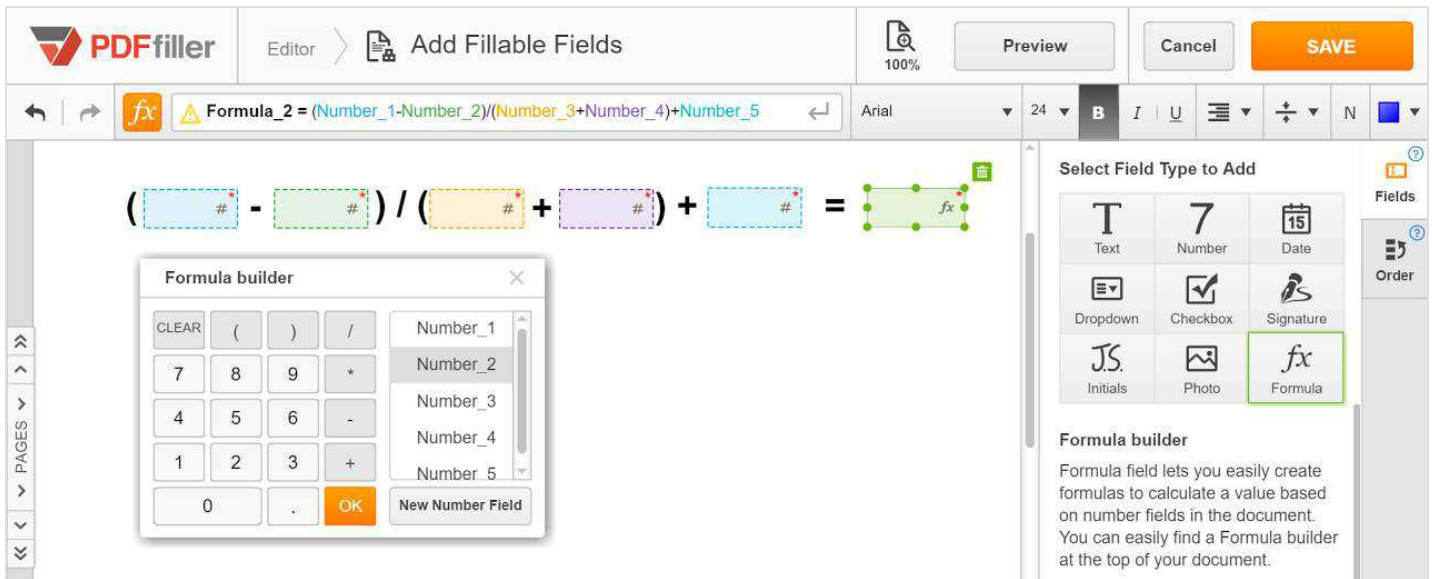 PDFfiller
Editor
Add Fillable Fields
100%
Preview
Cancel
SAVE
fx
Formula_2 = (Number_1-Number_2)/(Number_3+Number_4)+Number_5
Arial
24
B
I
U
N
( # * - # * ) / ( # * + # * ) + # * = fx *
Select Field Type to Add
T
Text
7
Number
15
Date
Dropdown
Checkbox
Signature
J.S.
Initials
Photo
fx
Formula
?
Fields
?
Order
PAGES
Formula builder
CLEAR ( ) /
7 8 9 *
4 5 6 -
1 2 3 +
0 . OK
Number_1
Number_2
Number_3
Number_4
Number_5
New Number Field
Formula builder
Formula field lets you easily create
formulas to calculate a value based
on number fields in the document.
You can easily find a Formula builder
at the top of your document.